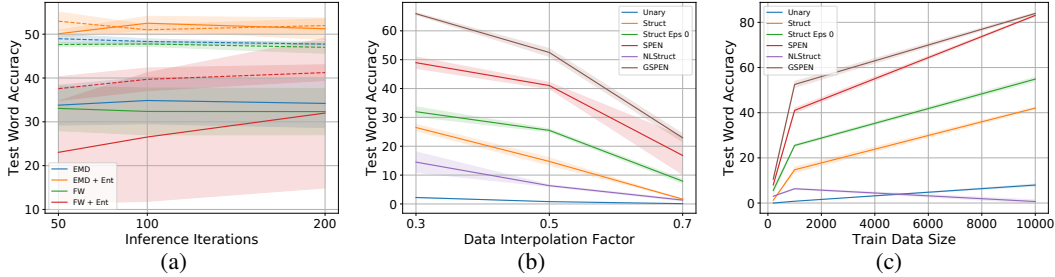 Test Word Accuracy
50
40
30
20
10
EMD
EMD + Ent
FW
FW + Ent
50
100
200
Inference Iterations
(a)
Test Word Accuracy
60
50
40
30
20
10
0
Unary
Struct
Struct Eps 0
SPEN
NLStruct
GSPEN
0.3
0.5
0.7
Data Interpolation Factor
(b)
Test Word Accuracy
80
60
40
20
0
Unary
Struct
Struct Eps 0
SPEN
NLStruct
GSPEN
0
2000
4000
6000
8000
10000
Train Data Size
(c)